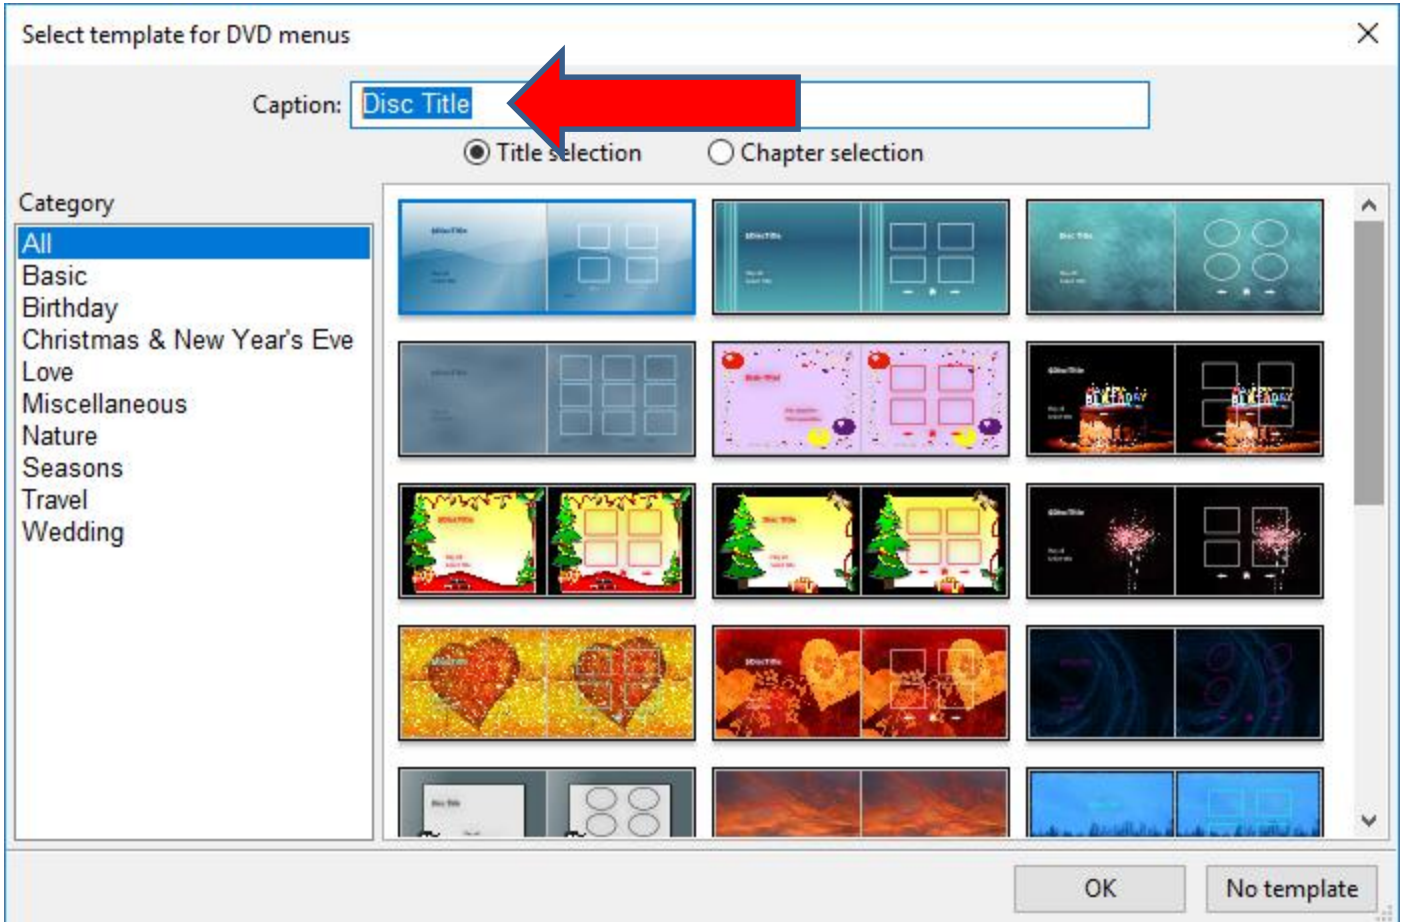 Select template for DVD menus
Caption: Disc Title
Title selection Chapter selection
Category
All
Basic
Birthday
Christmas & New Year's Eve
Love
Miscellaneous
Nature
Seasons
Travel
Wedding
OK No template